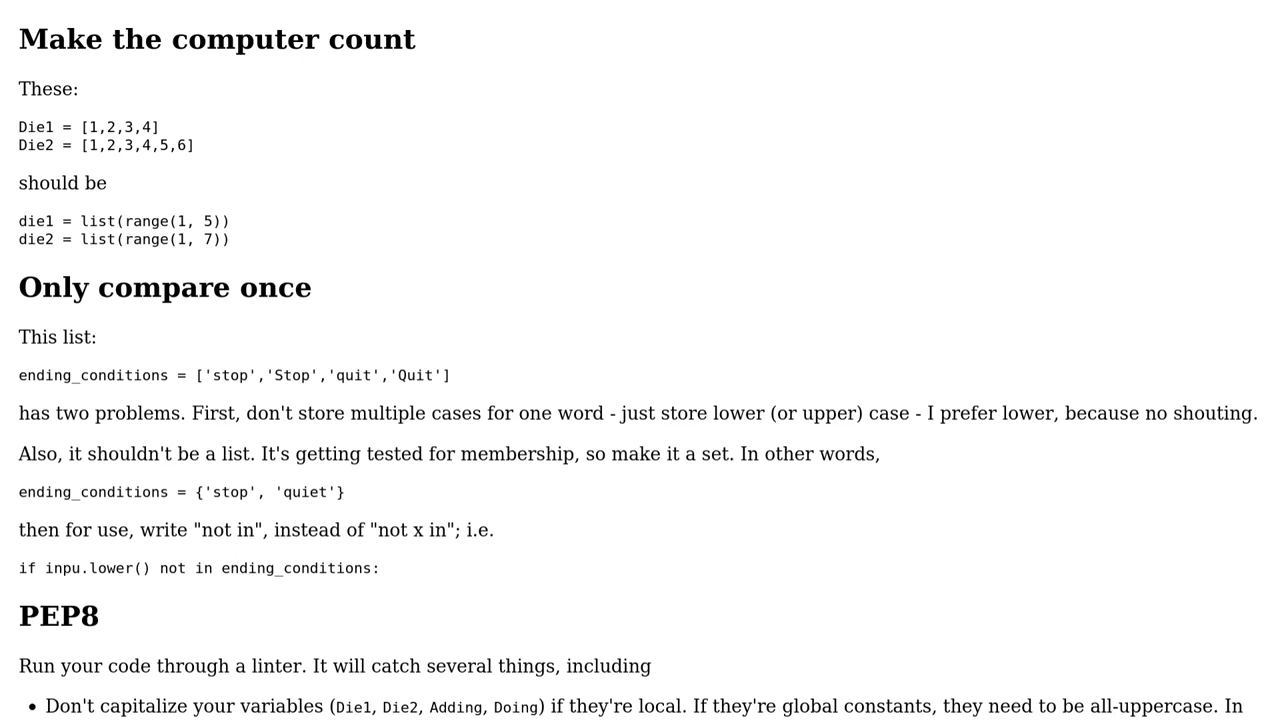 Make the computer count
These:
Die1 = [1,2,3,4]
Die2 = [1,2,3,4,5,6]
should be
die1 = list(range(1, 5))
die2 = list(range(1, 7))
Only compare once
This list:
ending_conditions = ['stop','Stop','quit','Quit']
has two problems. First, don't store multiple cases for one word - just store lower (or upper) case - I prefer lower, because no shouting.
Also, it shouldn't be a list. It's getting tested for membership, so make it a set. In other words,
ending_conditions = {'stop', 'quiet'}
then for use, write "not in", instead of "not x in"; i.e.
if inpu.lower() not in ending_conditions:
PEP8
Run your code through a linter. It will catch several things, including
• Don't capitalize your variables (Die1, Die2, Adding, Doing) if they're local. If they're global constants, they need to be all-uppercase. In